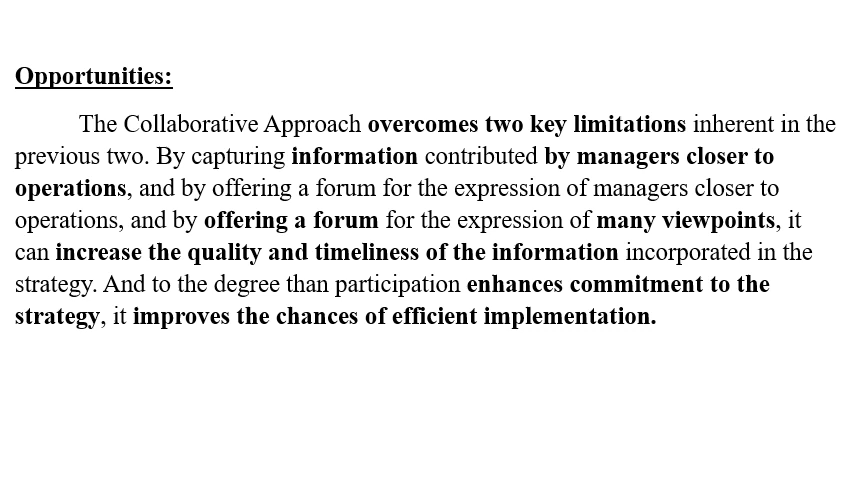 Opportunities:
The Collaborative Approach overcomes two key limitations inherent in the
previous two. By capturing information contributed by managers closer to
operations, and by offering a forum for the expression of managers closer to
operations, and by offering a forum for the expression of many viewpoints, it
can increase the quality and timeliness of the information incorporated in the
strategy. And to the degree than participation enhances commitment to the
strategy, it improves the chances of efficient implementation.